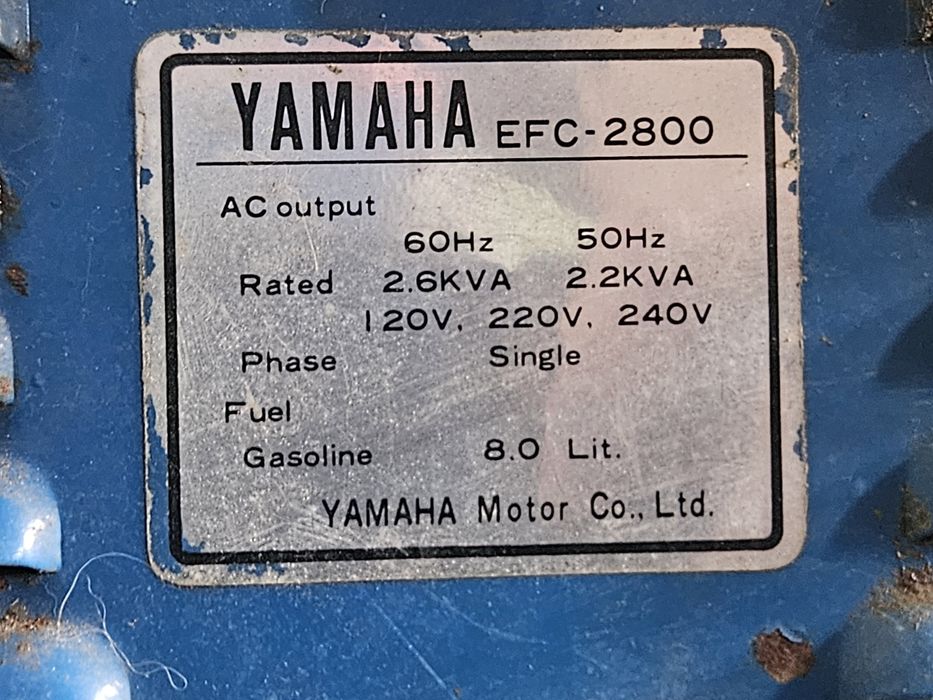 YAMAHA EFC-2800
AC output
60Hz 50Hz
Rated 2.6KVA 2.2KVA
120V, 220V, 240V
Phase Single
Fuel
Gasoline 8.0 Lit.
YAMAHA Motor Co., Ltd.